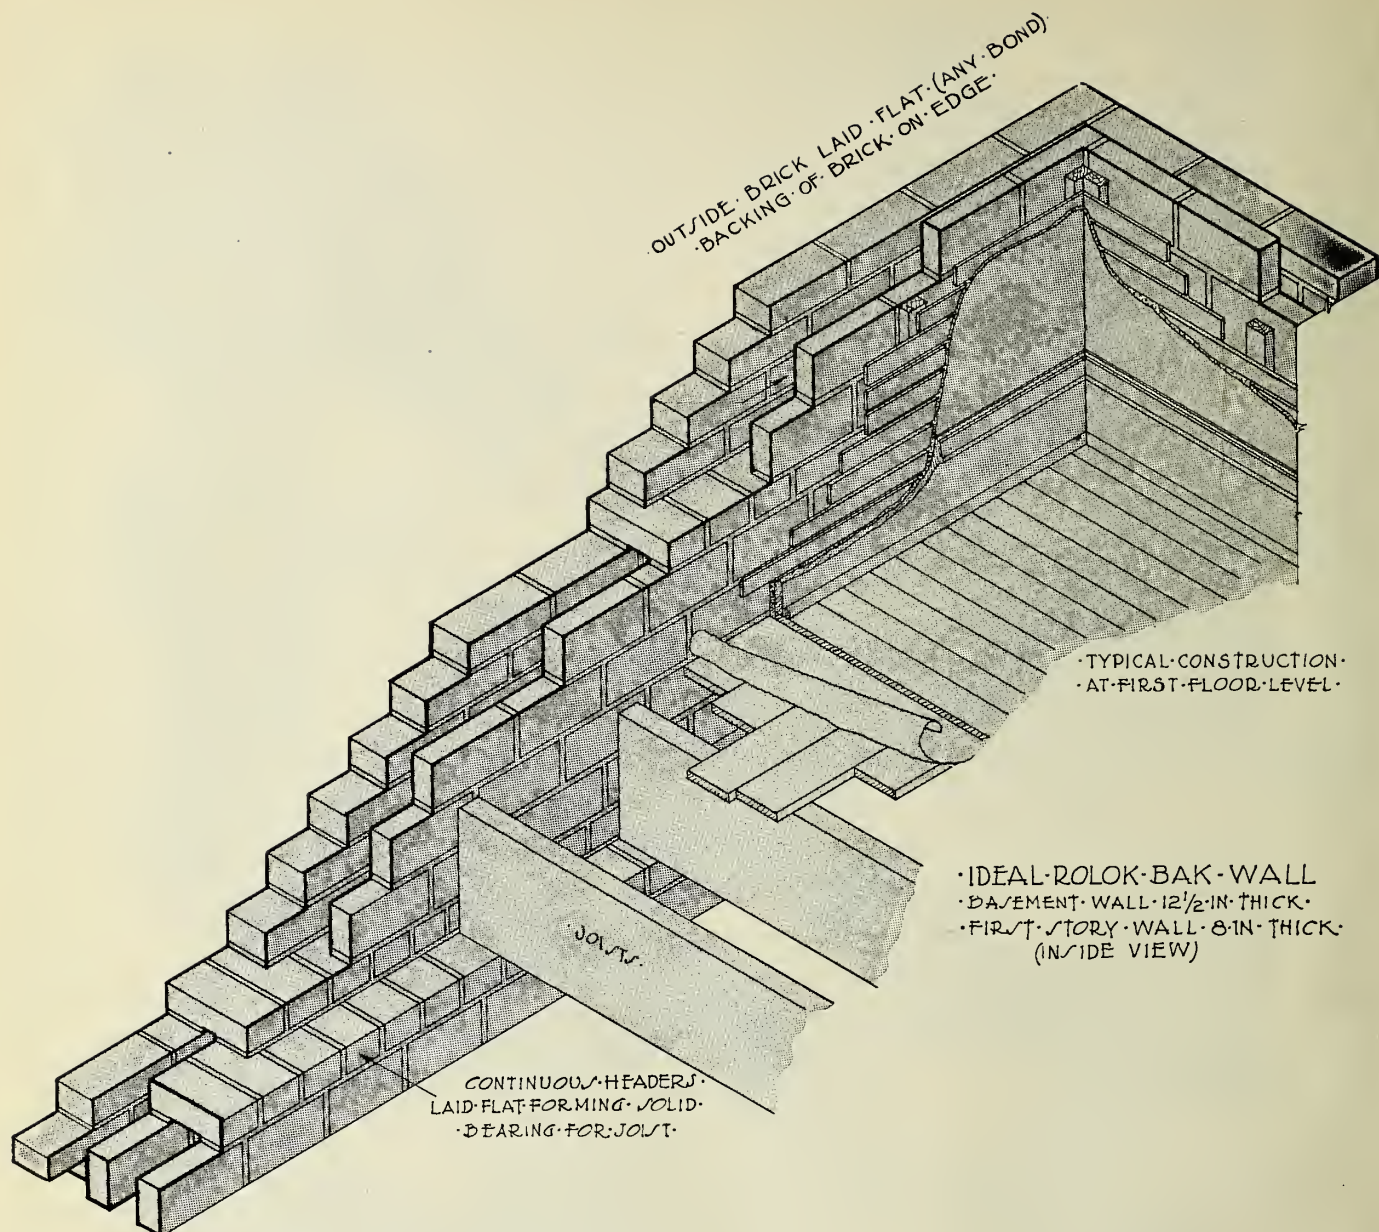 ·OUTSIDE·BRICK LAID·FLAT·(ANY·BOND)·
·BACKING·OF·BRICK·ON·EDGE·
·TYPICAL·CONSTRUCTION·
·AT·FIRST·FLOOR·LEVEL·
·IDEAL·ROLOK·BAK·WALL
·BASEMENT·WALL·12½·IN·THICK·
·FIRST·STORY·WALL·8·IN·THICK·
(INSIDE VIEW)
·JOISTS·
CONTINUOUS·HEADERS·
LAID·FLAT·FORMING·SOLID·
·BEARING·FOR·JOIST·